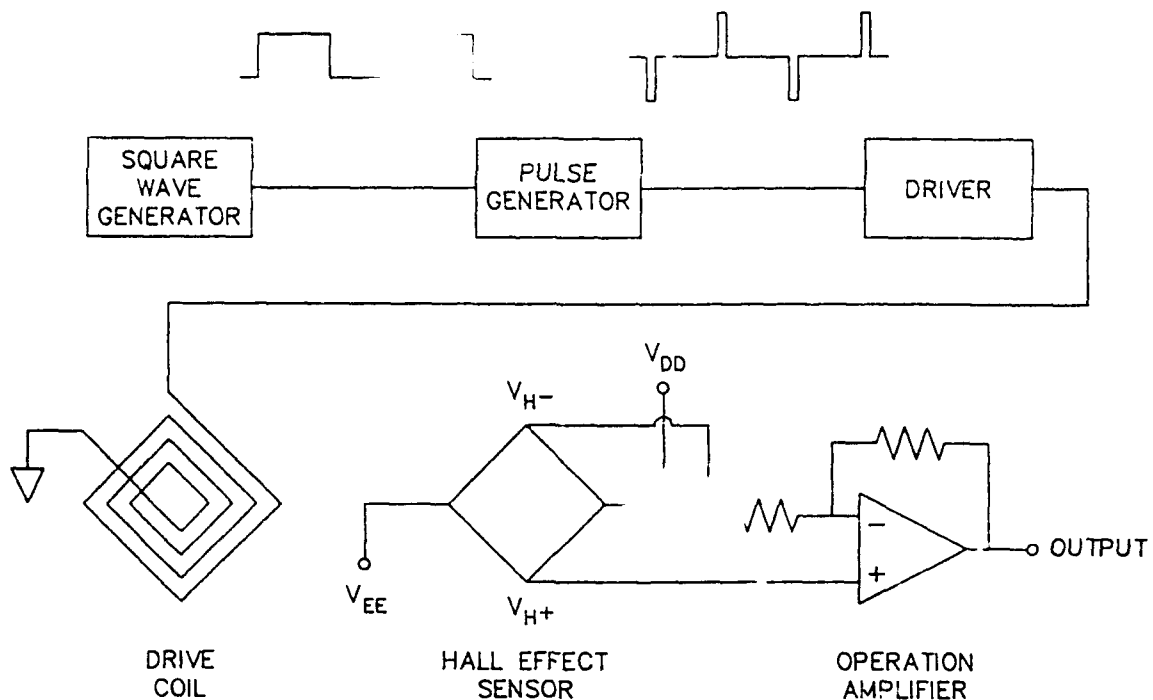 SQUARE
WAVE
GENERATOR
PULSE
GENERATOR
DRIVER
V_DD
V_H-
V_EE
V_H+
-
+
OUTPUT
DRIVE
COIL
HALL EFFECT
SENSOR
OPERATION
AMPLIFIER